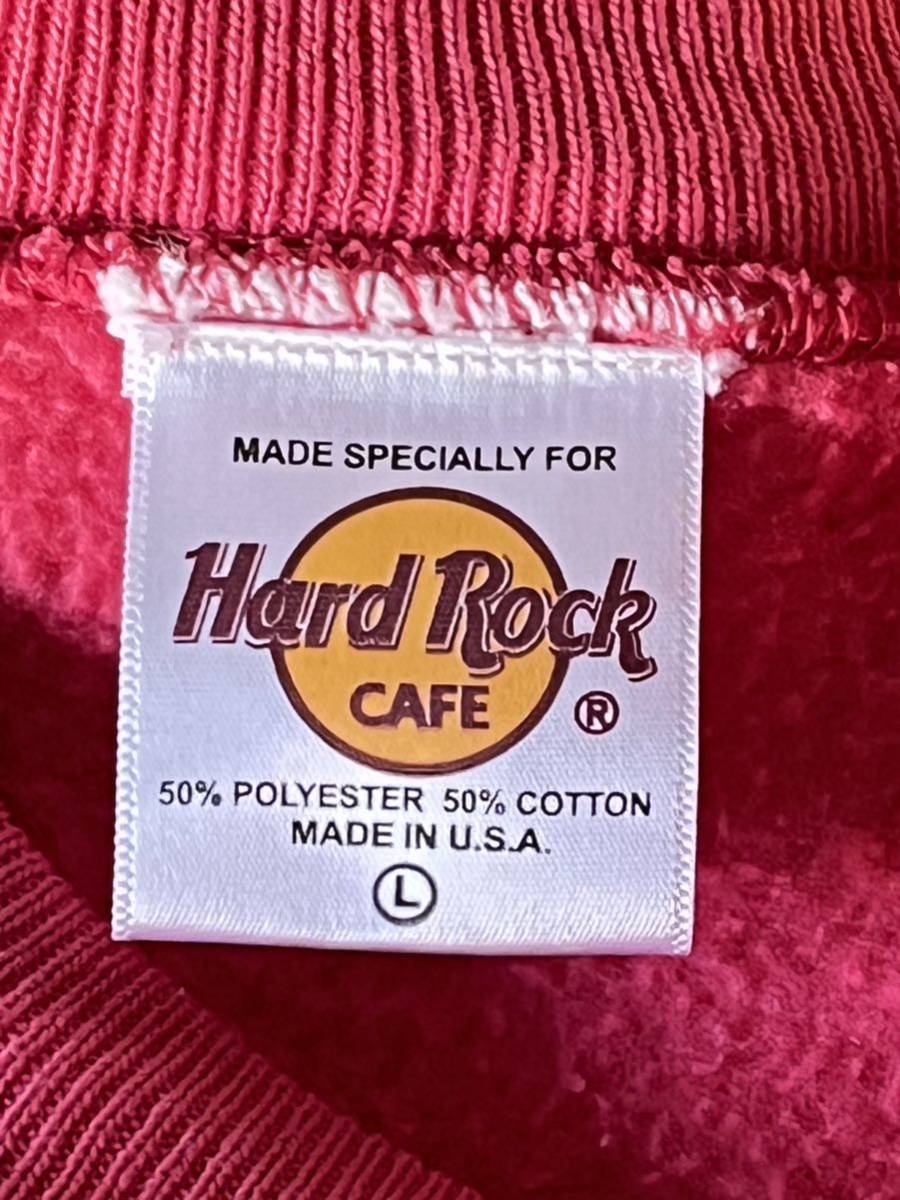 MADE SPECIALLY FOR
Hard Rock
CAFE ®
50% POLYESTER 50% COTTON
MADE IN U.S.A.
L